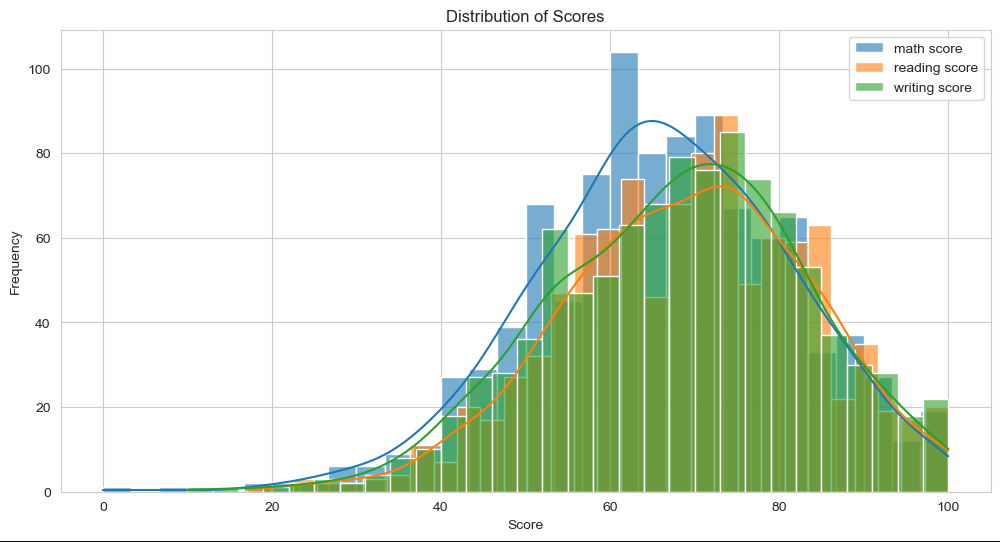 Distribution of Scores
math score
reading score
writing score
Frequency
100
80
60
40
20
0
0 20 40 60 80 100
Score